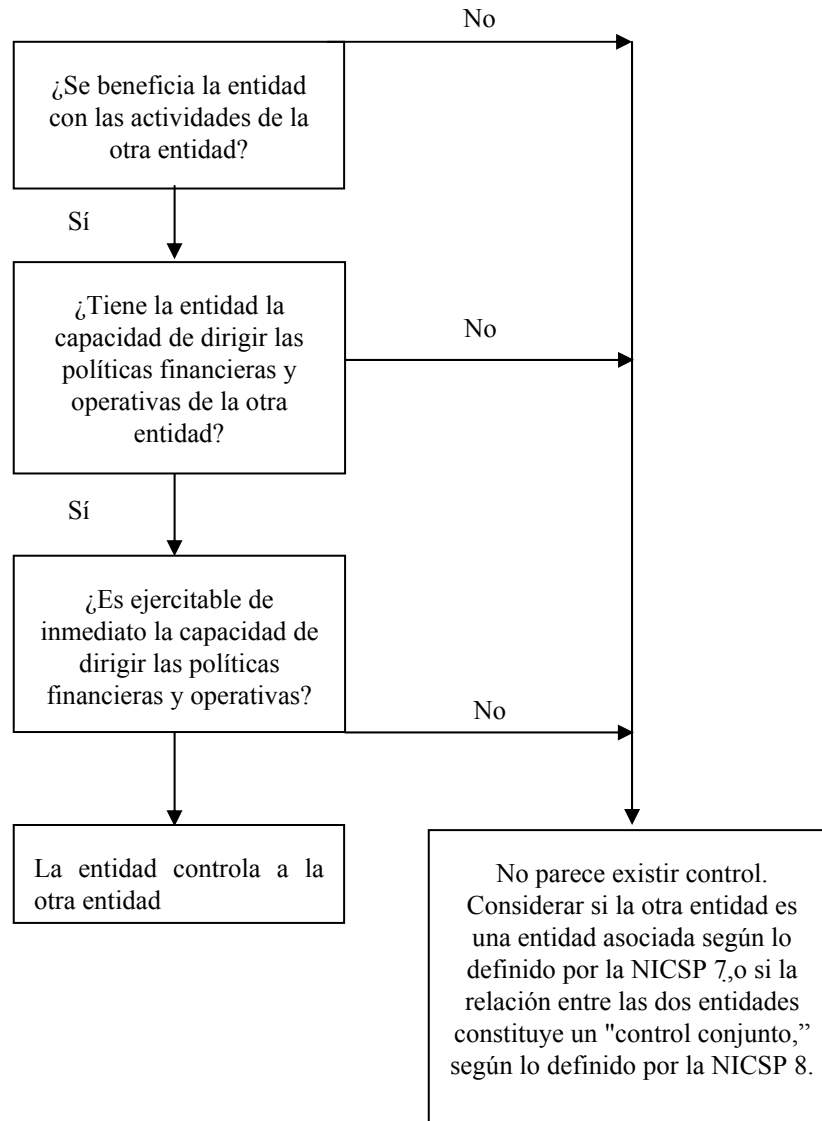 No
¿Se beneficia la entidad
con las actividades de la
otra entidad?
Sí
¿Tiene la entidad la
capacidad de dirigir las
políticas financieras y
operativas de la otra
entidad?
No
Sí
¿Es ejercitable de
inmediato la capacidad de
dirigir las políticas
financieras y operativas?
No
La entidad controla a la
otra entidad
No parece existir control.
Considerar si la otra entidad es
una entidad asociada según lo
definido por la NICSP 7,o si la
relación entre las dos entidades
constituye un "control conjunto,”
según lo definido por la NICSP 8.